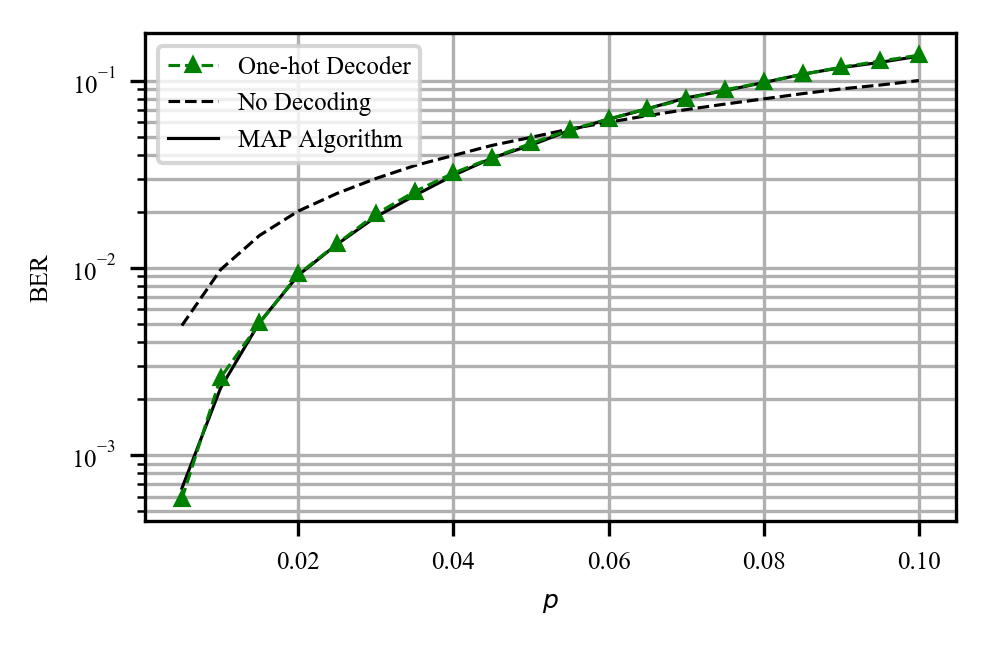 One-hot Decoder
No Decoding
MAP Algorithm
BER
10⁻¹
10⁻²
10⁻³
0.02 0.04 0.06 0.08 0.10
p